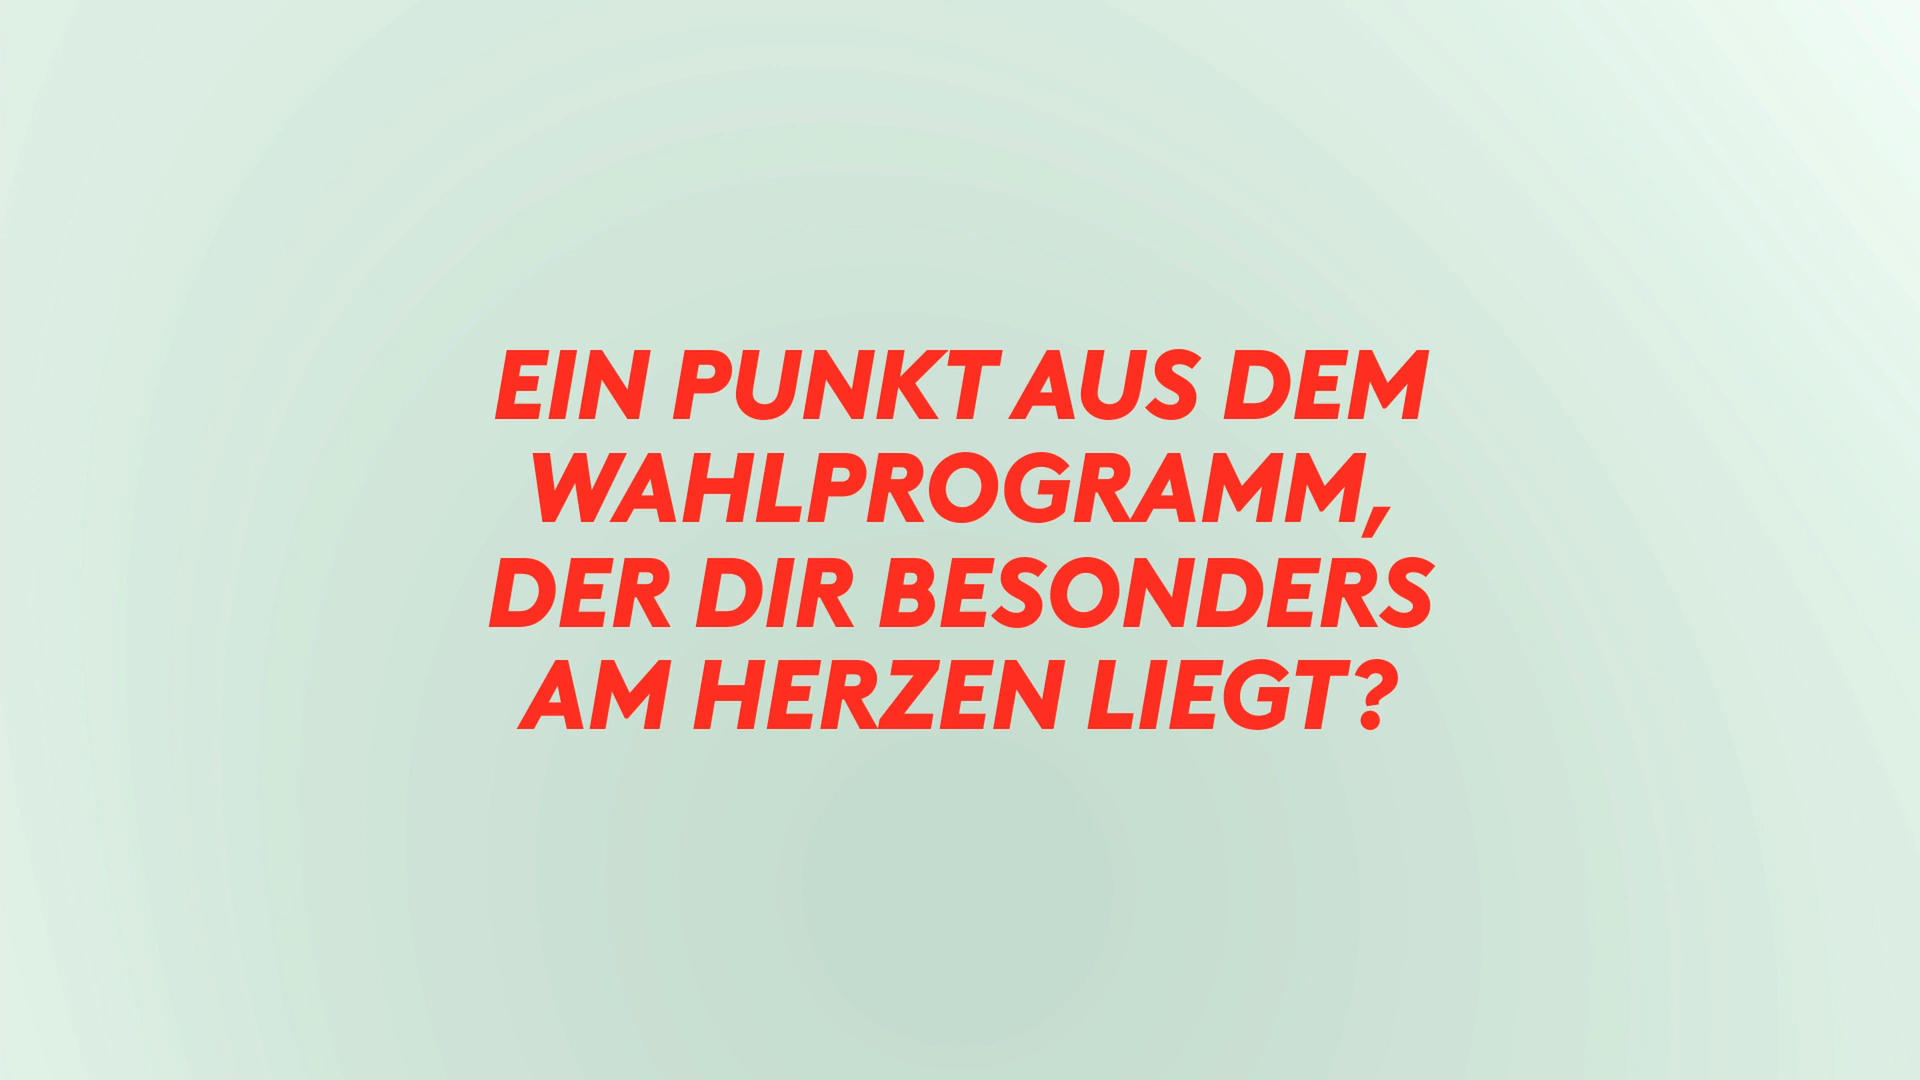 EIN PUNKT AUS DEM
WAHLPROGRAMM,
DER DIR BESONDERS
AM HERZEN LIEGT?